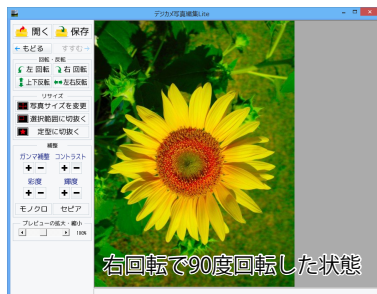 デジカメ写真編集Lite
開く 保存
←もどる すすむ→
回転・反転
左 回転 右 回転
上下反転 左右反転
リサイズ
写真サイズを変更
選択範囲に切抜く
定型に切抜く
補整
ガンマ補整 コントラスト
+ - + -
彩度 輝度
+ - + -
モノクロ セピア
プレビューの拡大・縮小
100%
右回転で90度回転した状態